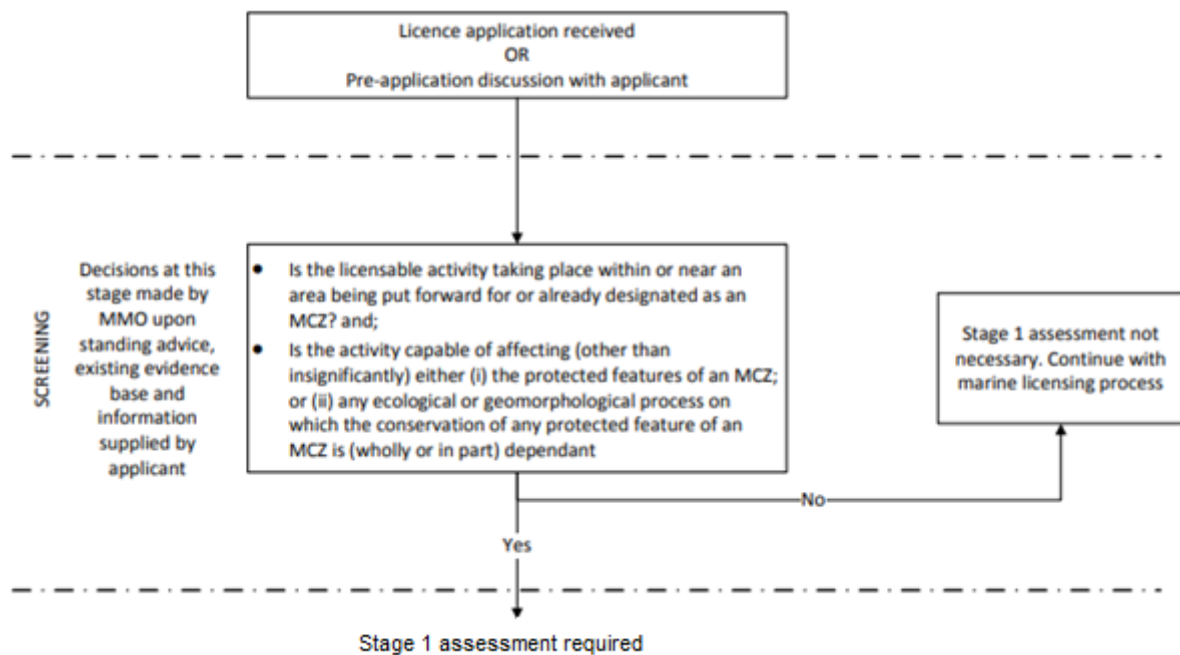 Licence application received
OR
Pre-application discussion with applicant
SCREENING
Decisions at this
stage made by
MMO upon
standing advice,
existing evidence
base and
information
supplied by
applicant
• Is the licensable activity taking place within or near an
area being put forward for or already designated as an
MCZ? and;
• Is the activity capable of affecting (other than
insignificantly) either (i) the protected features of an MCZ;
or (ii) any ecological or geomorphological process on
which the conservation of any protected feature of an
MCZ is (wholly or in part) dependant
Stage 1 assessment not
necessary. Continue with
marine licensing process
No
Yes
Stage 1 assessment required